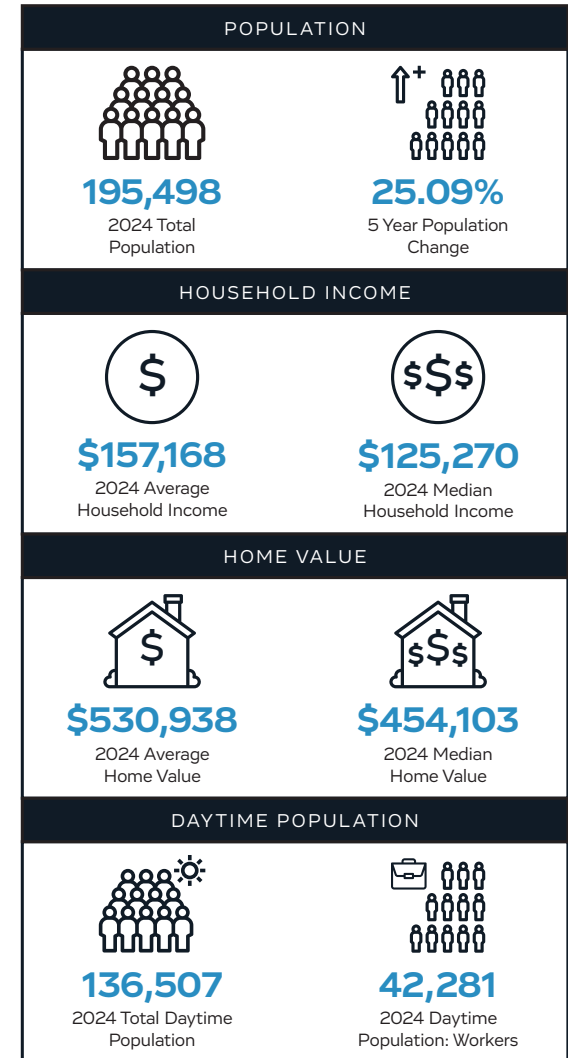 POPULATION
195,498
2024 Total
Population
25.09%
5 Year Population
Change
HOUSEHOLD INCOME
$
$157,168
2024 Average
Household Income
$$$
$125,270
2024 Median
Household Income
HOME VALUE
$
$530,938
2024 Average
Home Value
$$$
$454,103
2024 Median
Home Value
DAYTIME POPULATION
136,507
2024 Total Daytime
Population
42,281
2024 Daytime
Population: Workers